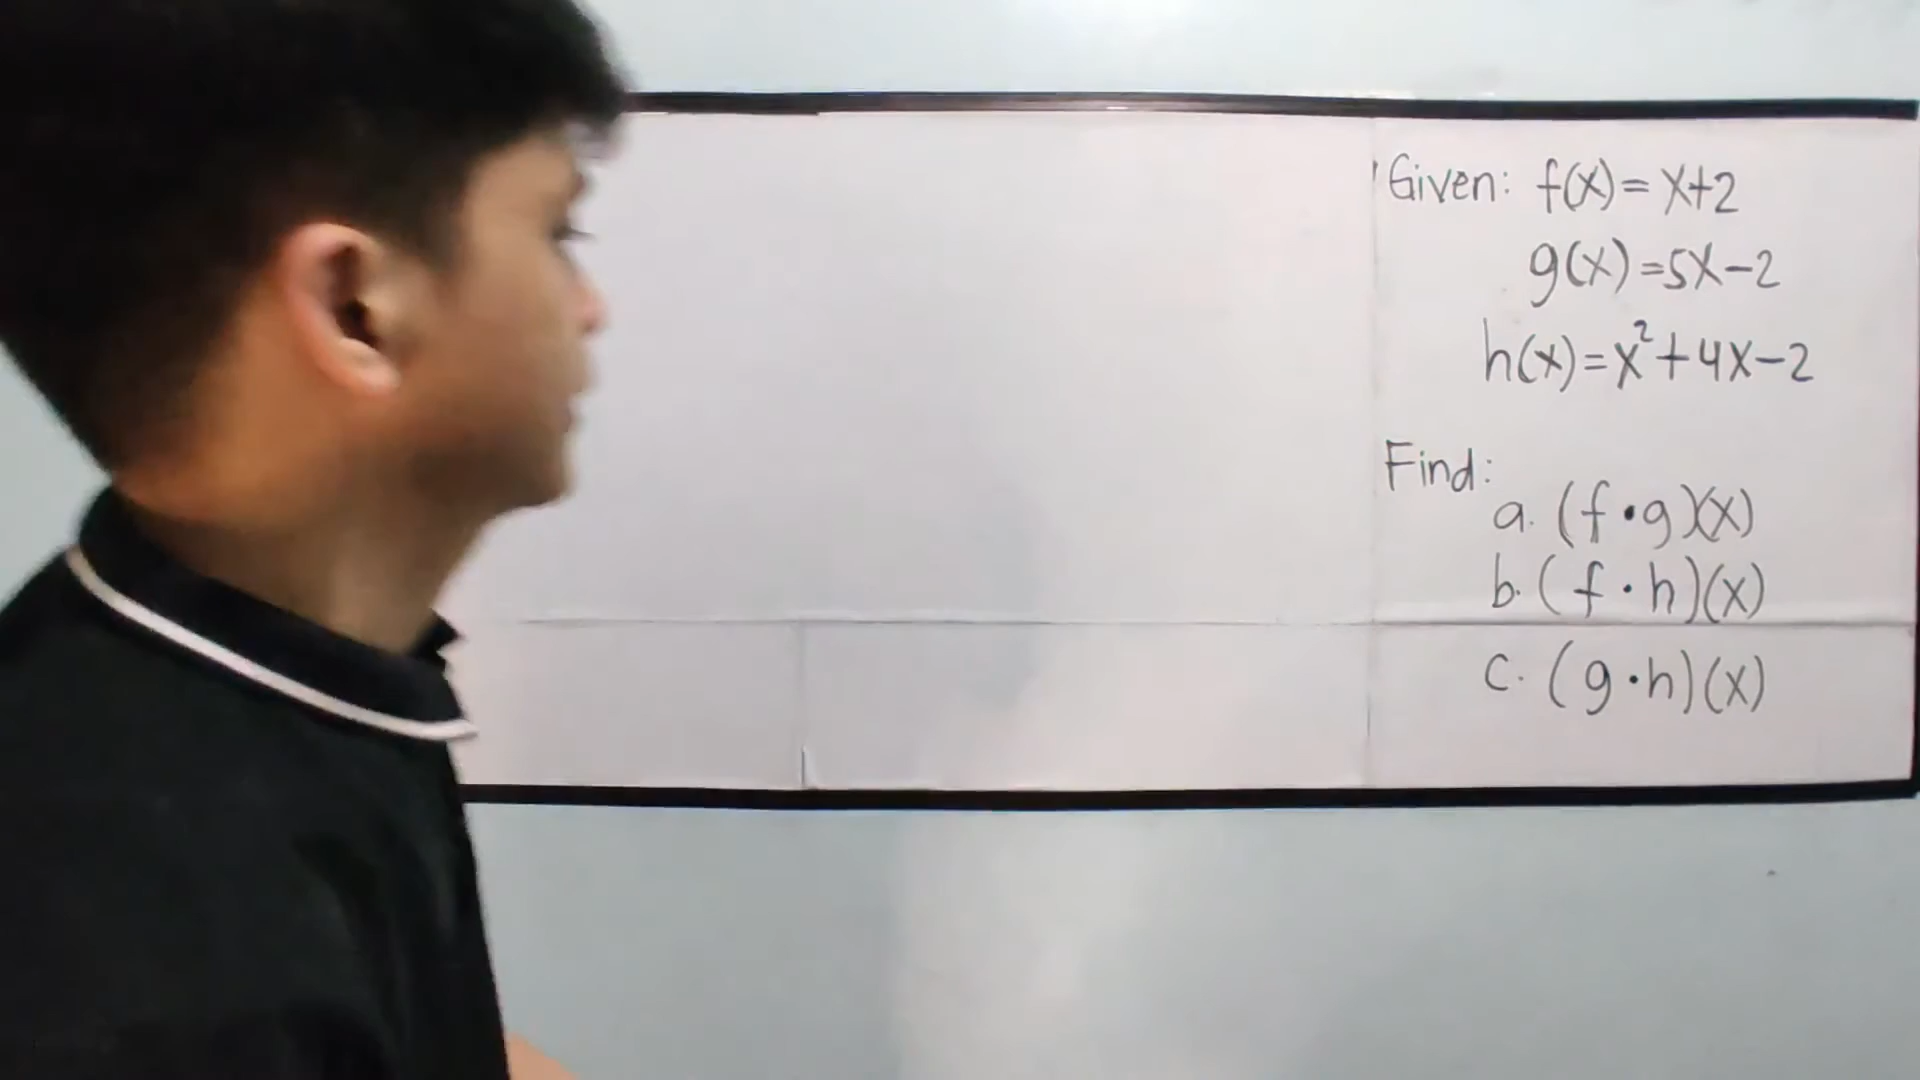 Given: f(x)= x+2
g(x)=5x-2
h(x)=x²+4x-2
Find:
a. (f•g)(x)
b. (f·h)(x)
c. (g•h)(x)